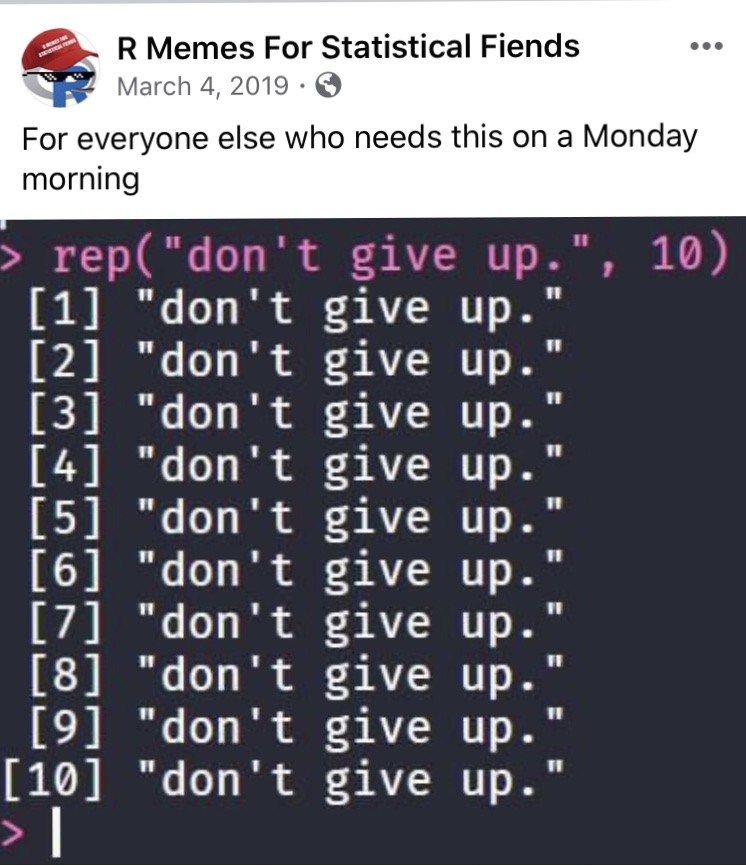 R Memes For Statistical Fiends
March 4, 2019 ·
For everyone else who needs this on a Monday
morning
> rep("don't give up.", 10)
[1] "don't give up."
[2] "don't give up."
[3] "don't give up."
[4] "don't give up."
[5] "don't give up."
[6] "don't give up."
[7] "don't give up."
[8] "don't give up."
[9] "don't give up."
[10] "don't give up."
>